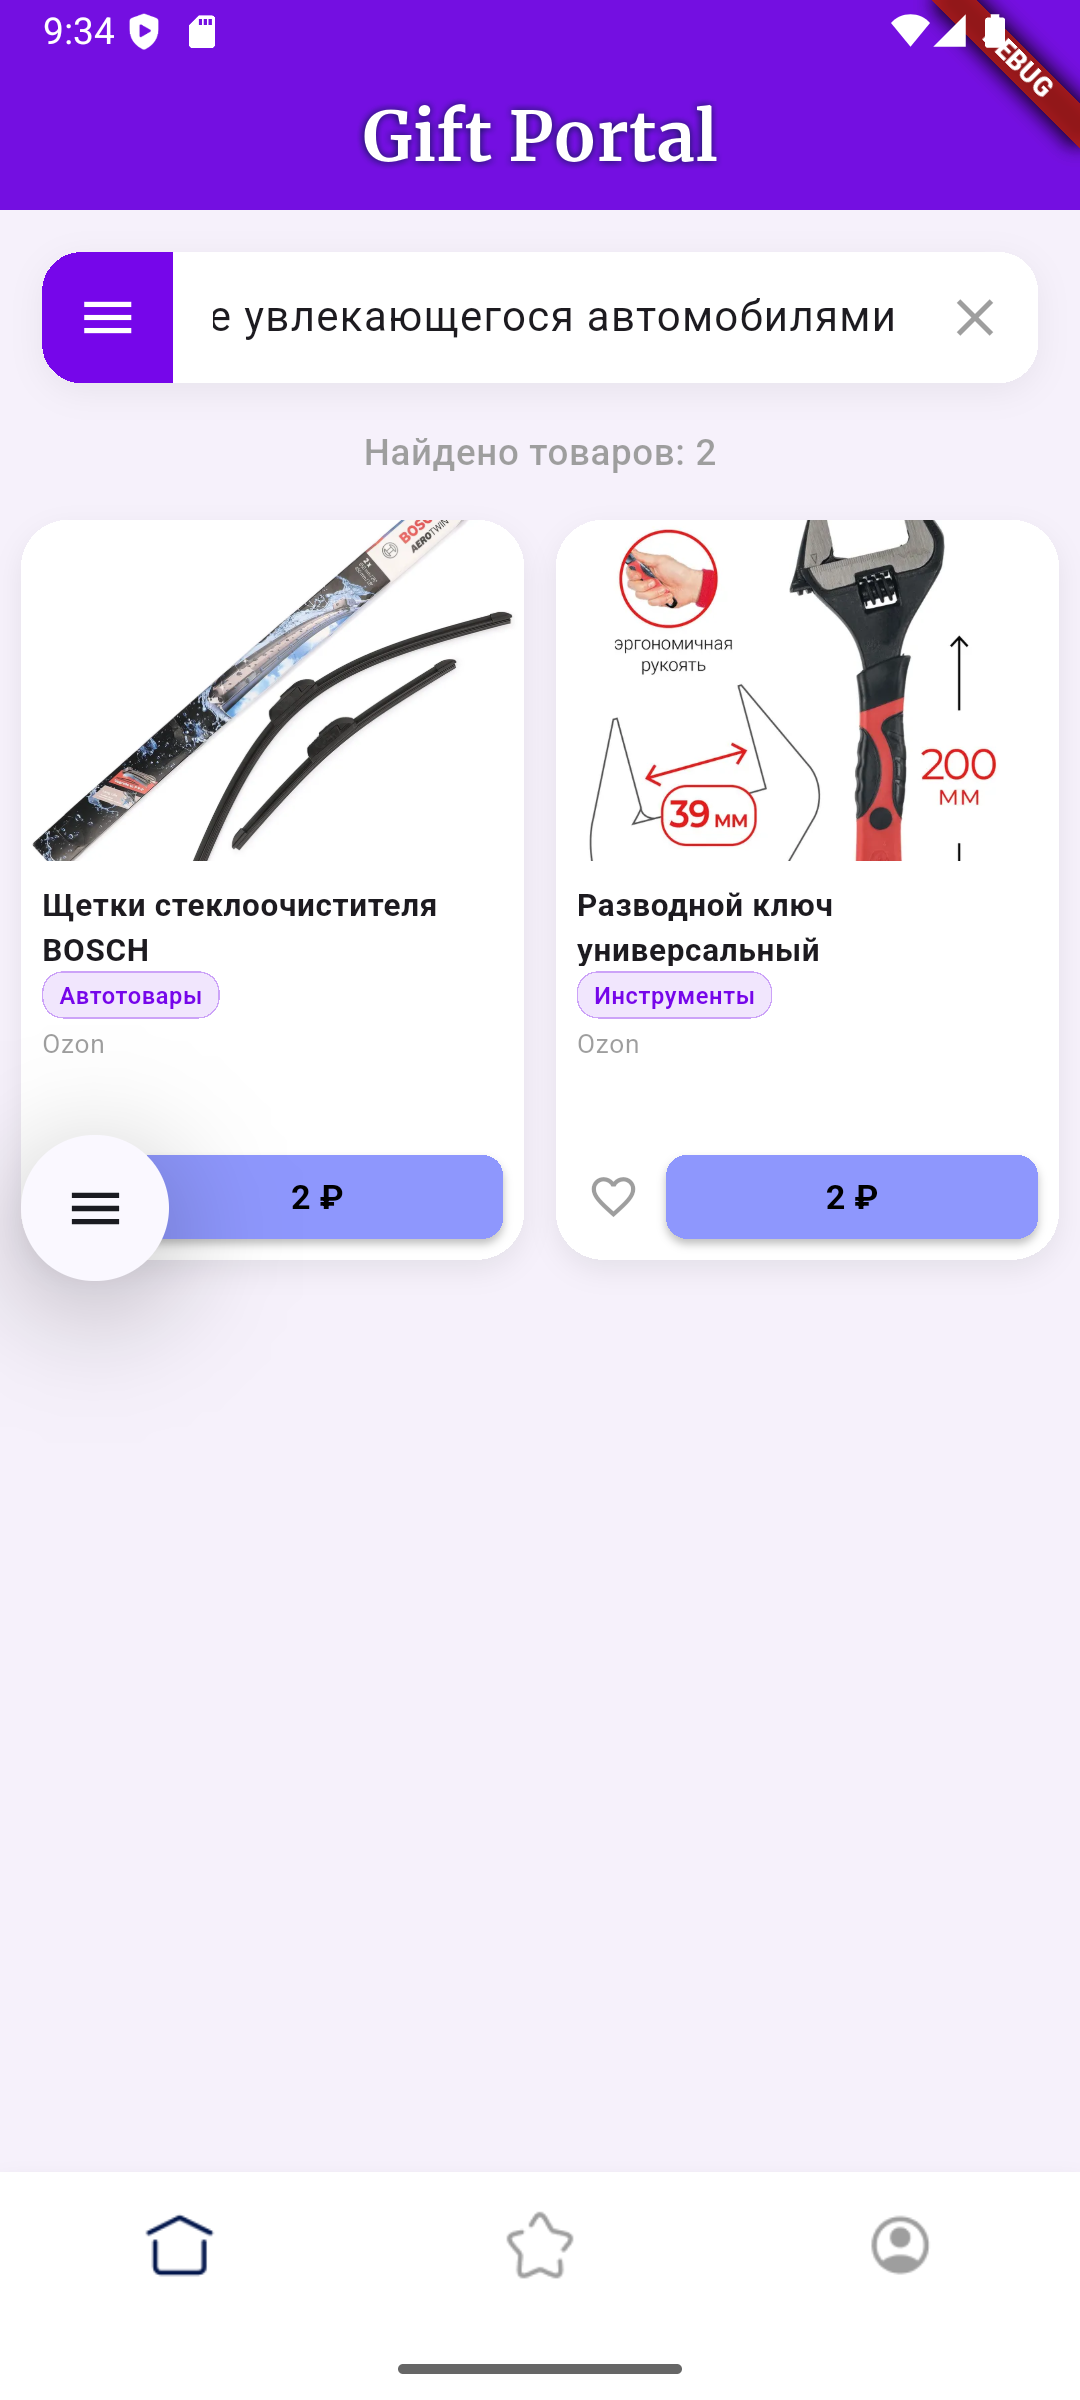 9:34
DEBUG
Gift Portal
е увлекающегося автомобилями
Найдено товаров: 2
BOSCH
AEROTWIN
эргономичная
рукоять
39 мм
200
мм
Щетки стеклоочистителя
BOSCH
Автотовары
Ozon
2 ₽
Разводной ключ
универсальный
Инструменты
Ozon
2 ₽